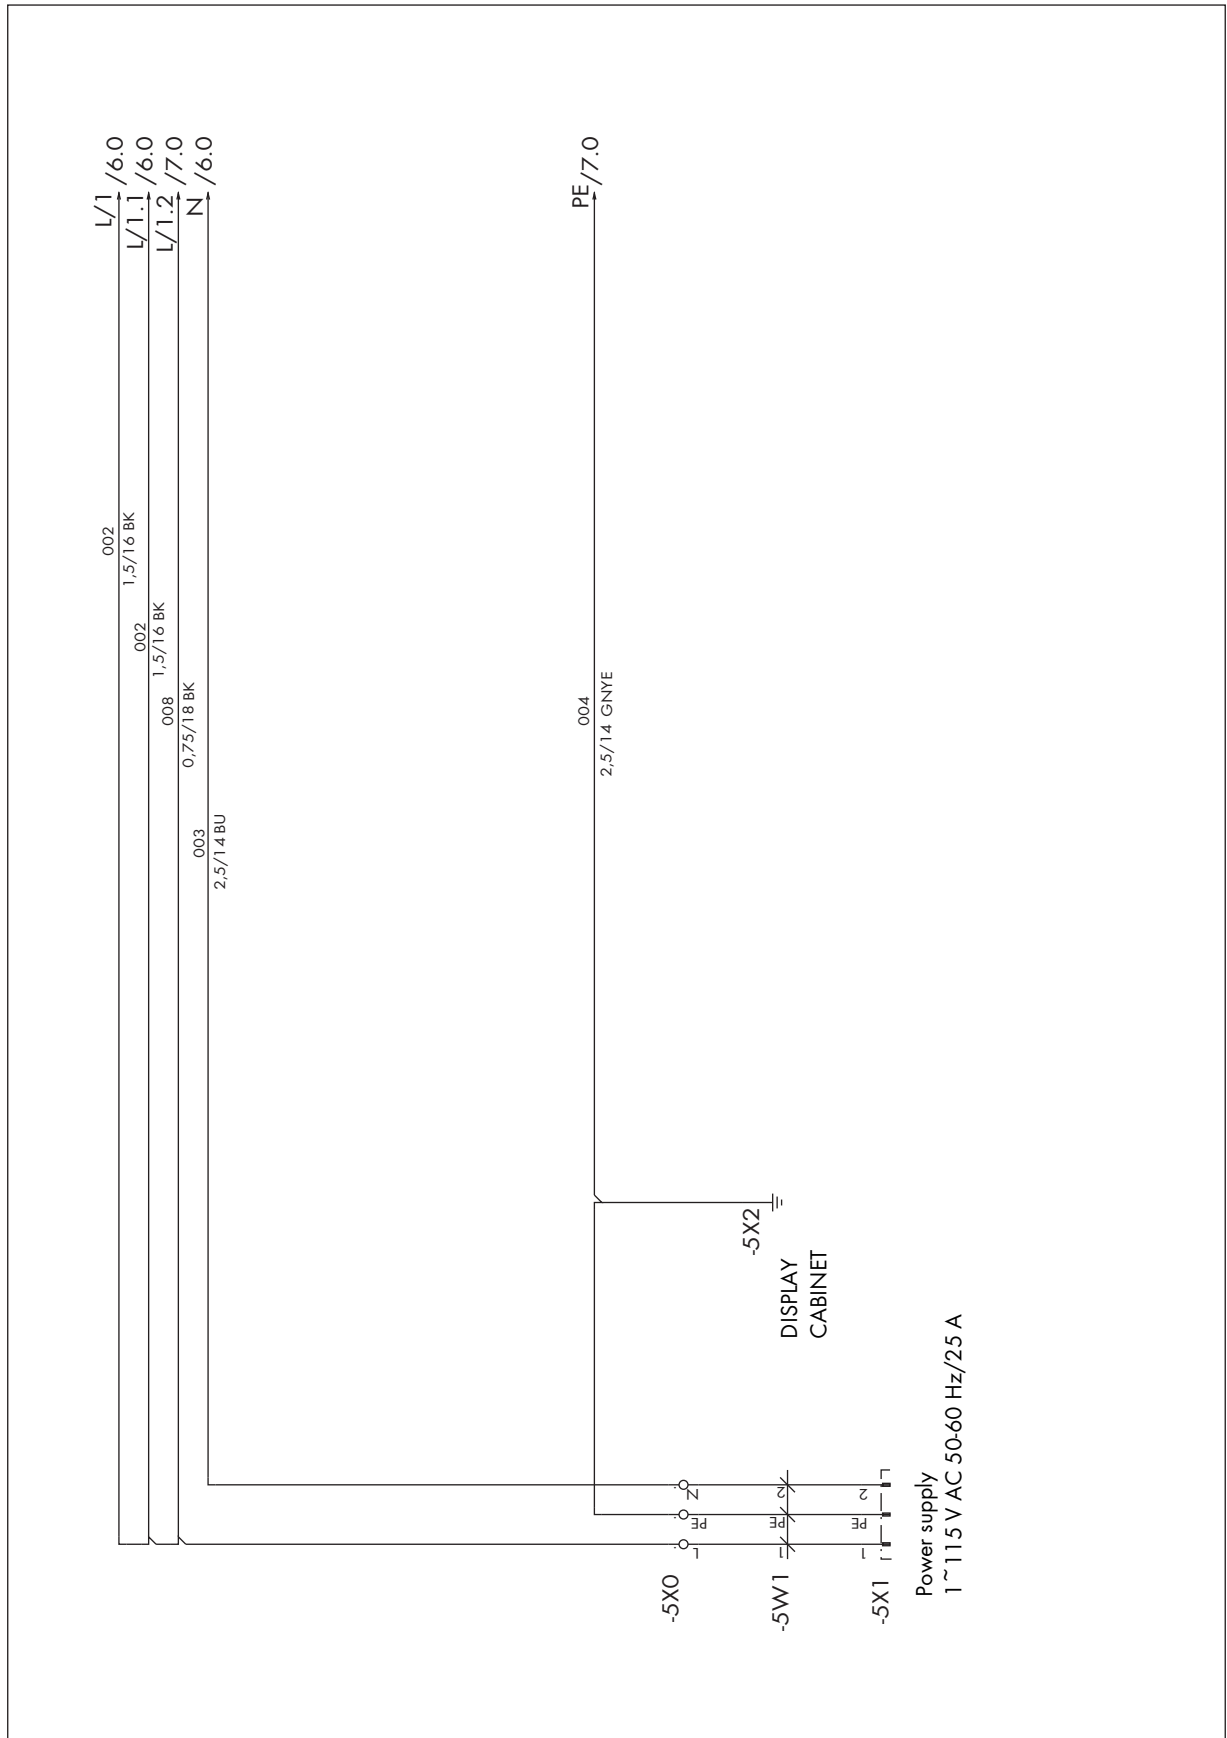 L/1 /6.0
L/1.1 /6.0
L/1.2 /7.0
N /6.0
PE /7.0
002
1,5/16 BK
002
1,5/16 BK
008
0,75/18 BK
003
2,5/14 BU
004
2,5/14 GNYE
-5X2
DISPLAY
CABINET
-5X0
L
PE
N
-5W1
1
PE
2
-5X1
1
PE
2
Power supply
1~115 V AC 50-60 Hz/25 A